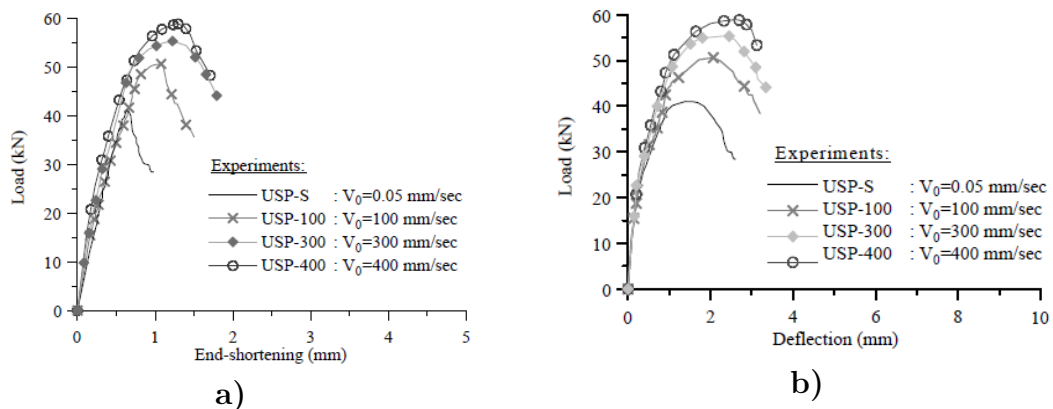 60
50
40
30
20
10
0
Load (kN)
0 1 2 3 4 5
End-shortening (mm)
Experiments:
USP-S : V₀=0.05 mm/sec
USP-100 : V₀=100 mm/sec
USP-300 : V₀=300 mm/sec
USP-400 : V₀=400 mm/sec
a)
60
50
40
30
20
10
0
Load (kN)
0 2 4 6 8 10
Deflection (mm)
Experiments:
USP-S : V₀=0.05 mm/sec
USP-100 : V₀=100 mm/sec
USP-300 : V₀=300 mm/sec
USP-400 : V₀=400 mm/sec
b)